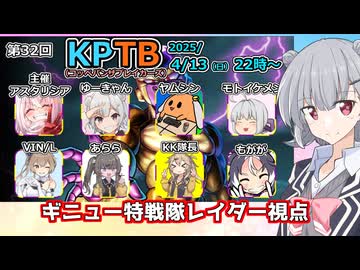 第32回
KPTB
(コッペパンサブレイカーズ)
2025/
4/13(日) 22時～
主催
アスタリシア
ゆーきゃん
ヤムシン
モトイケメン
VIN/L
あらら
KK隊長
もがが
ギニュー特戦隊レイダー視点